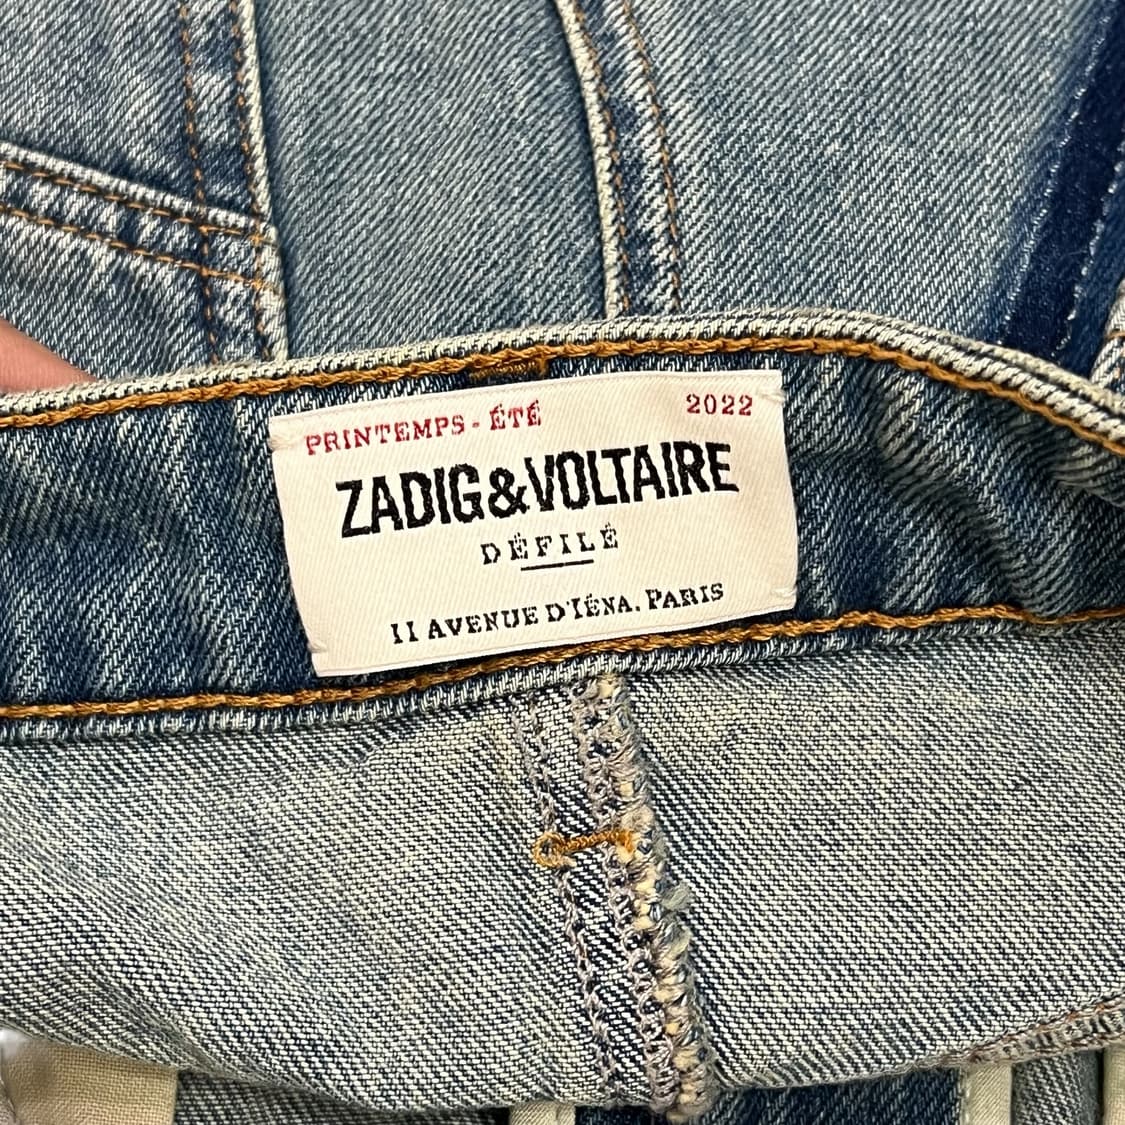 PRINTEMPS - ÉTÉ 2022
ZADIG&VOLTAIRE
DÉFILÉ
11 AVENUE D'IÉNA. PARIS